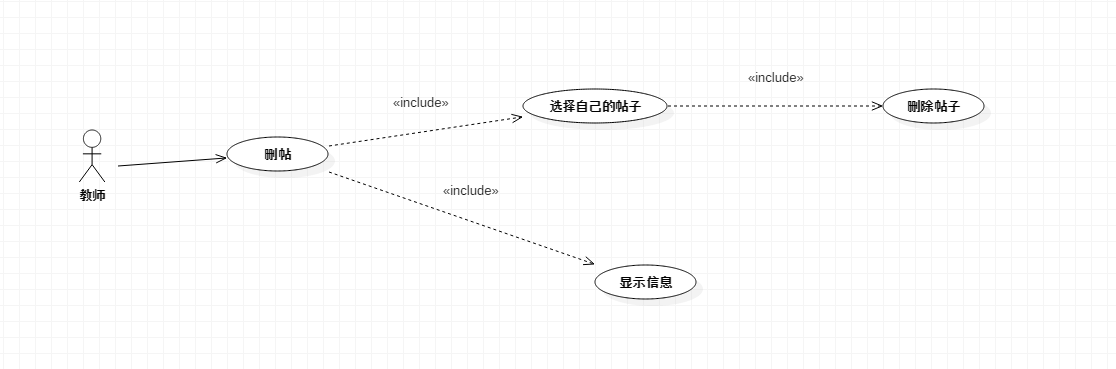 «include»
«include»
选择自己的帖子
删除帖子
删帖
«include»
教师
显示信息